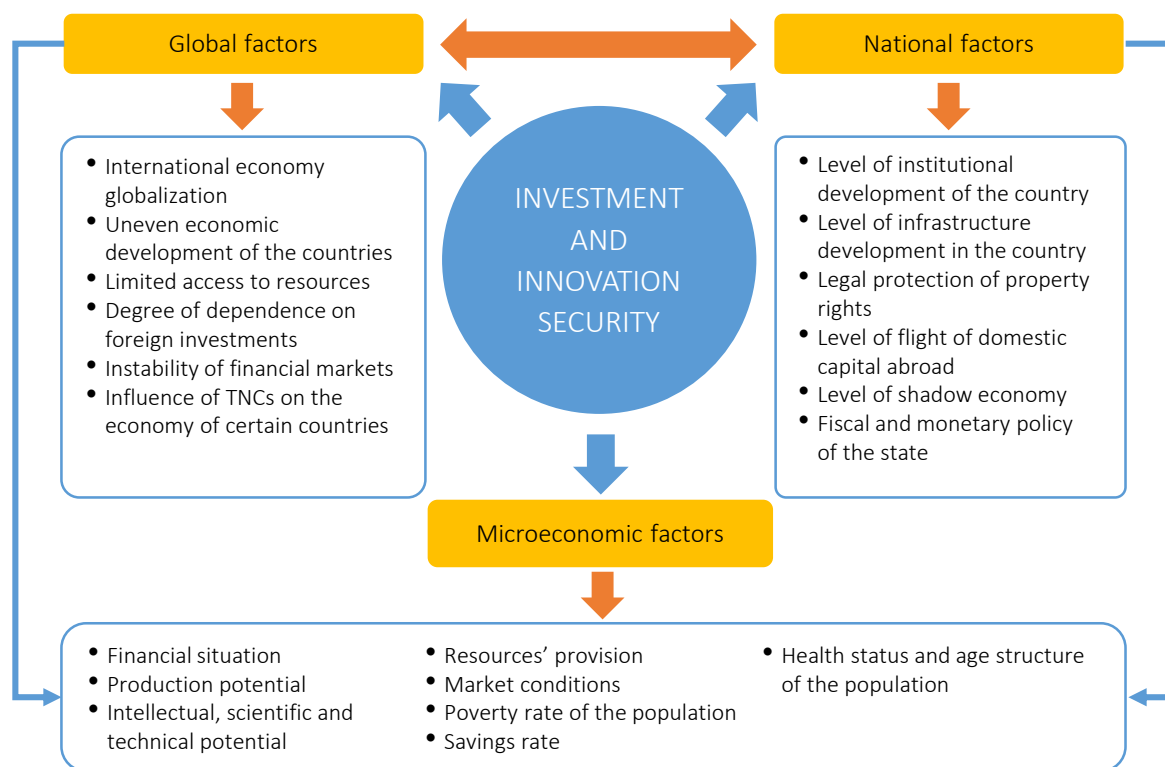 Global factors
National factors
• International economy
globalization
• Uneven economic
development of the countries
• Limited access to resources
• Degree of dependence on
foreign investments
• Instability of financial markets
• Influence of TNCs on the
economy of certain countries
INVESTMENT
AND
INNOVATION
SECURITY
• Level of institutional
development of the country
• Level of infrastructure
development in the country
• Legal protection of property
rights
• Level of flight of domestic
capital abroad
• Level of shadow economy
• Fiscal and monetary policy
of the state
Microeconomic factors
• Financial situation
• Production potential
• Intellectual, scientific and
technical potential
• Resources’ provision
• Market conditions
• Poverty rate of the population
• Savings rate
• Health status and age structure
of the population